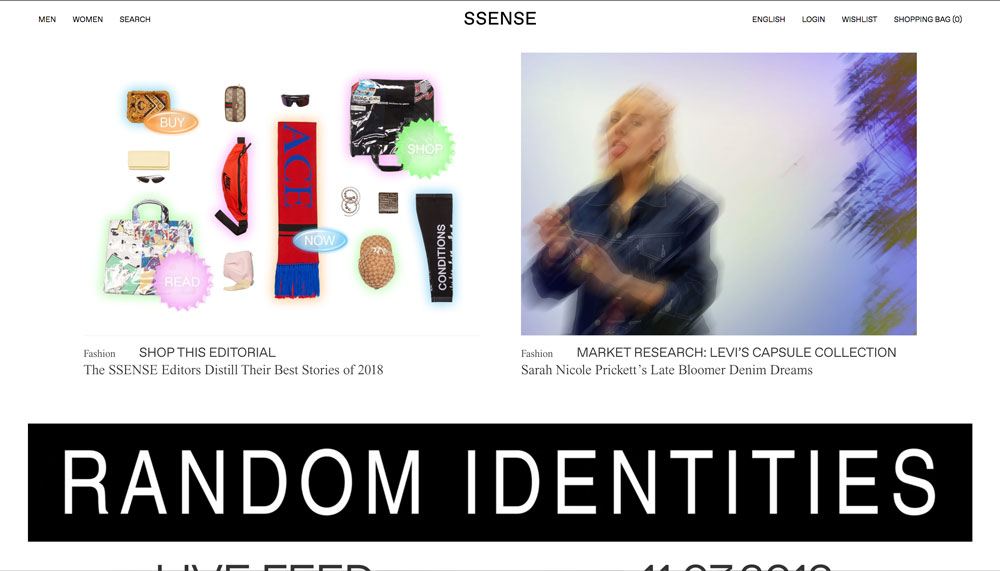 MEN WOMEN SEARCH
SSENSE
ENGLISH LOGIN WISHLIST SHOPPING BAG (0)
BUY
SHOP
ACE
NOW
CONDITIONS
READ
Fashion SHOP THIS EDITORIAL
The SSENSE Editors Distill Their Best Stories of 2018
Fashion MARKET RESEARCH: LEVI'S CAPSULE COLLECTION
Sarah Nicole Prickett's Late Bloomer Denim Dreams
RANDOM IDENTITIES
LIVE FEED